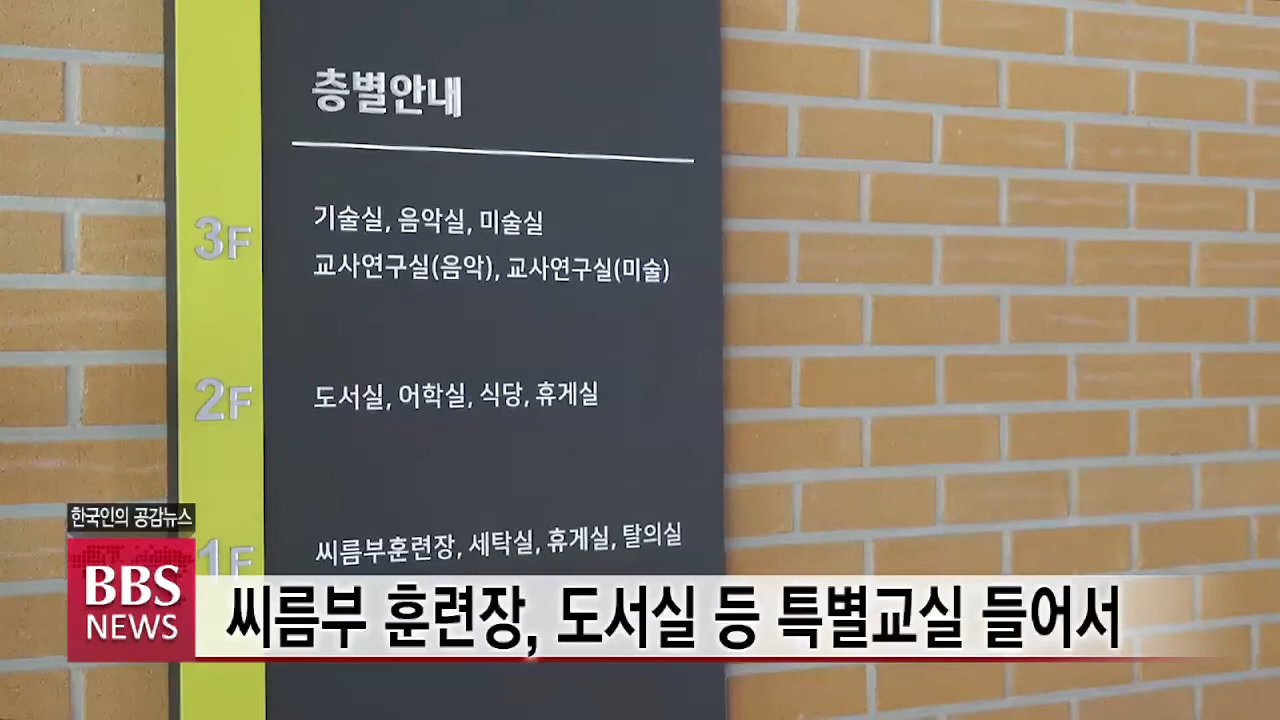 층별안내
3F
기술실, 음악실, 미술실
교사연구실(음악), 교사연구실(미술)
2F
도서실, 어학실, 식당, 휴게실
1F
씨름부훈련장, 세탁실, 휴게실, 탈의실
한국인의 공감뉴스
BBS
NEWS
씨름부 훈련장, 도서실 등 특별교실 들어서